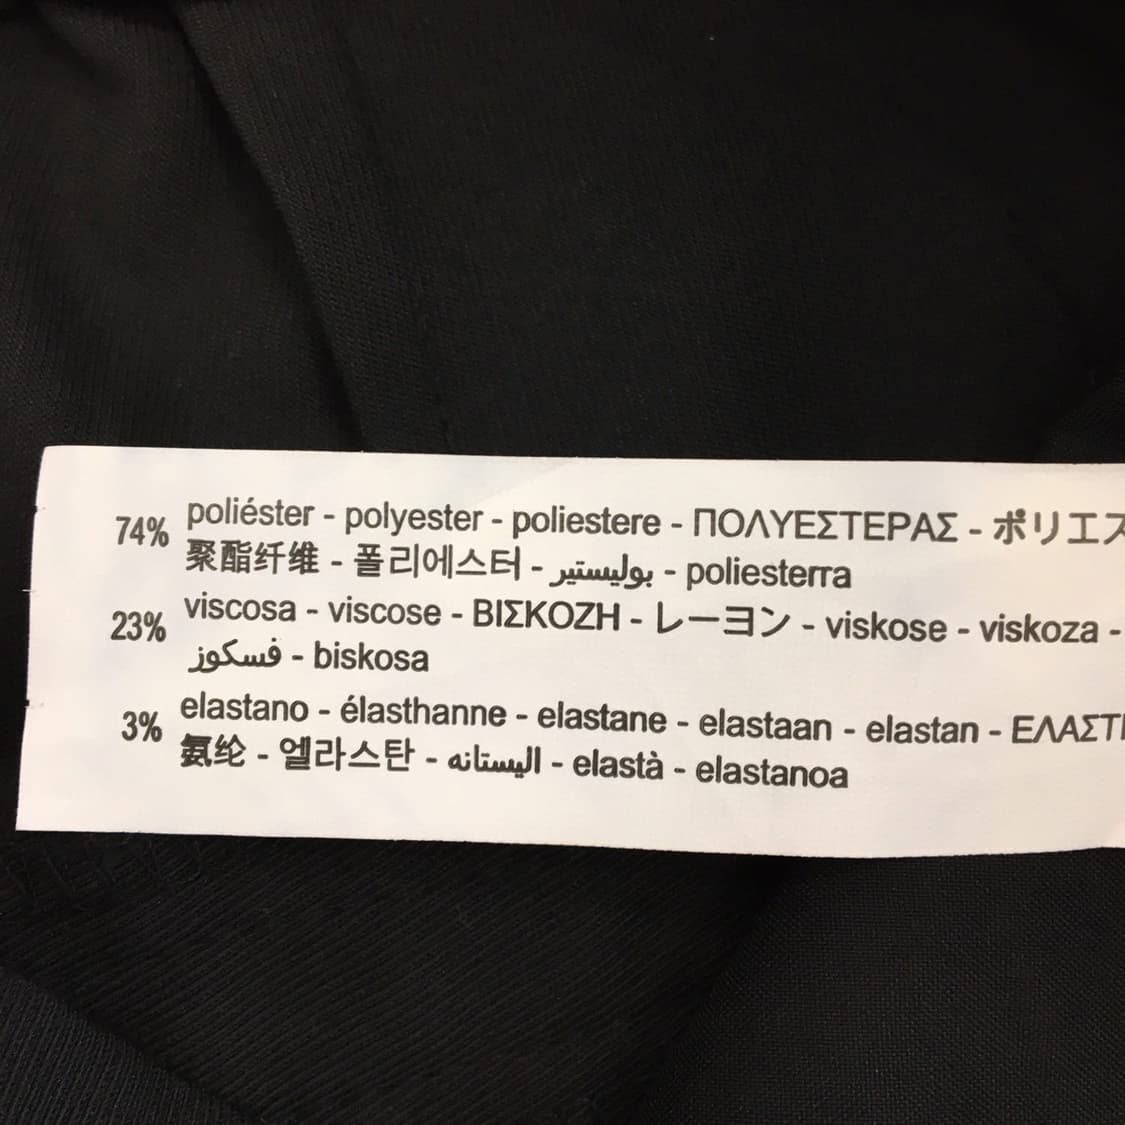 74% poliéster - polyester - poliestere - ΠΟΛΥΕΣΤΕΡΑΣ - ポリエス
聚酯纤维 - 폴리에스터 - بوليستير - poliesterra
23% viscosa - viscose - ΒΙΣΚΟΖΗ - レーヨン - viskose - viskoza -
فسكوز - biskosa
3% elastano - élasthanne - elastane - elastaan - elastan - ΕΛΑΣΤΙ
氨纶 - 엘라스탄 - اليستانه - elastà - elastanoa